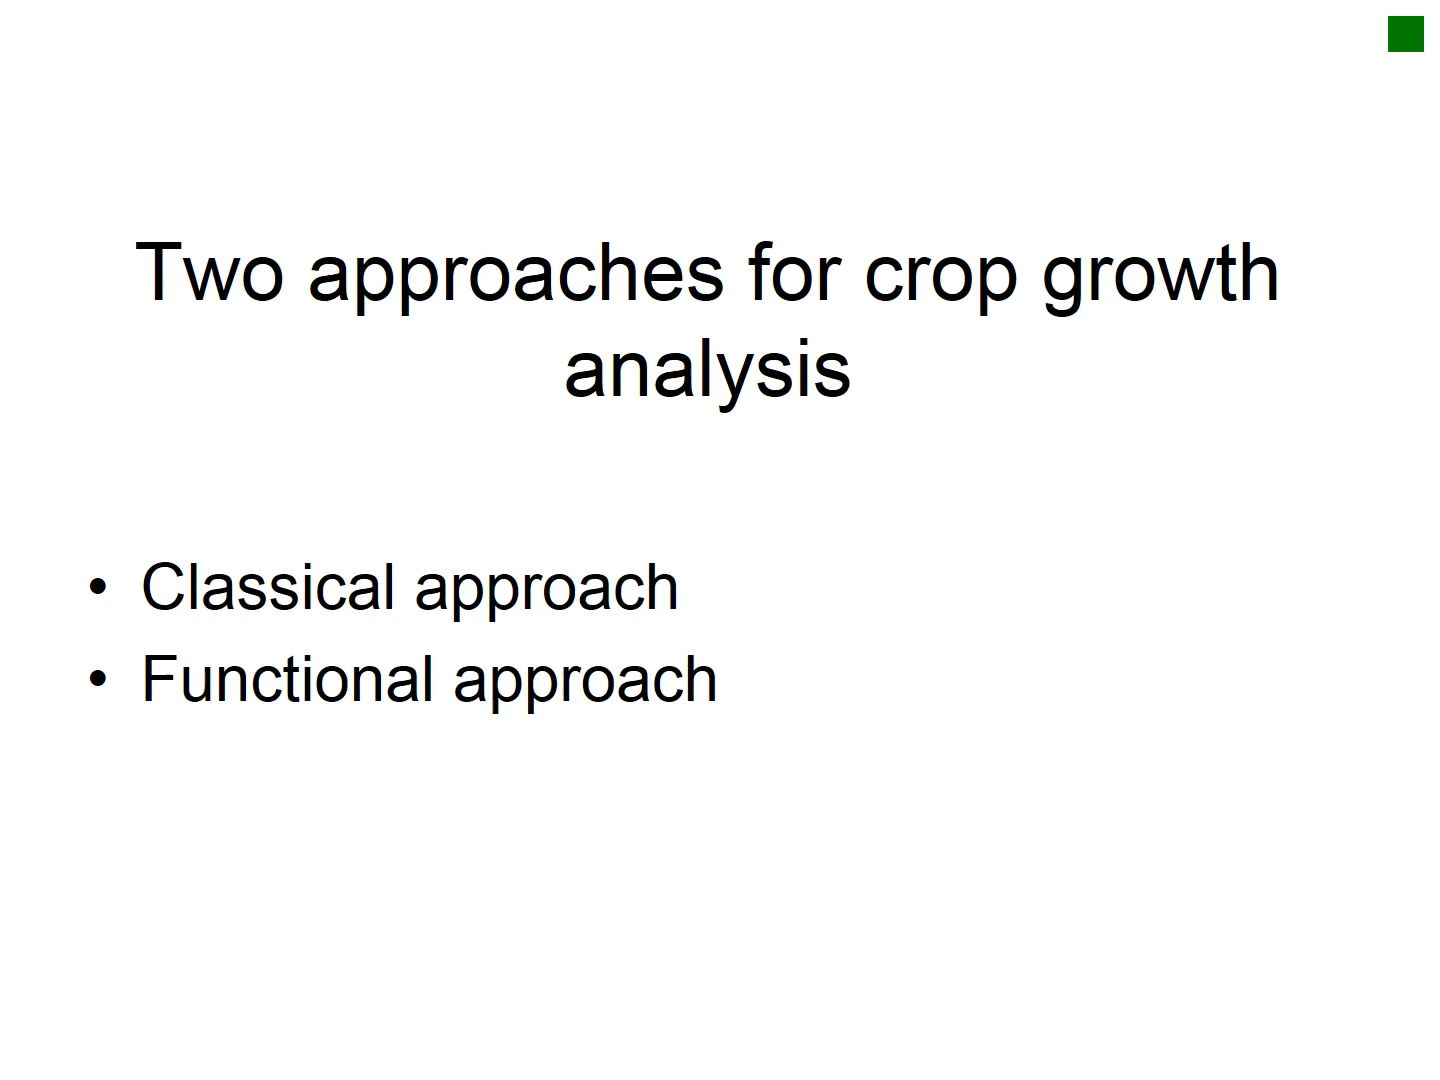 Two approaches for crop growth
analysis
• Classical approach
• Functional approach